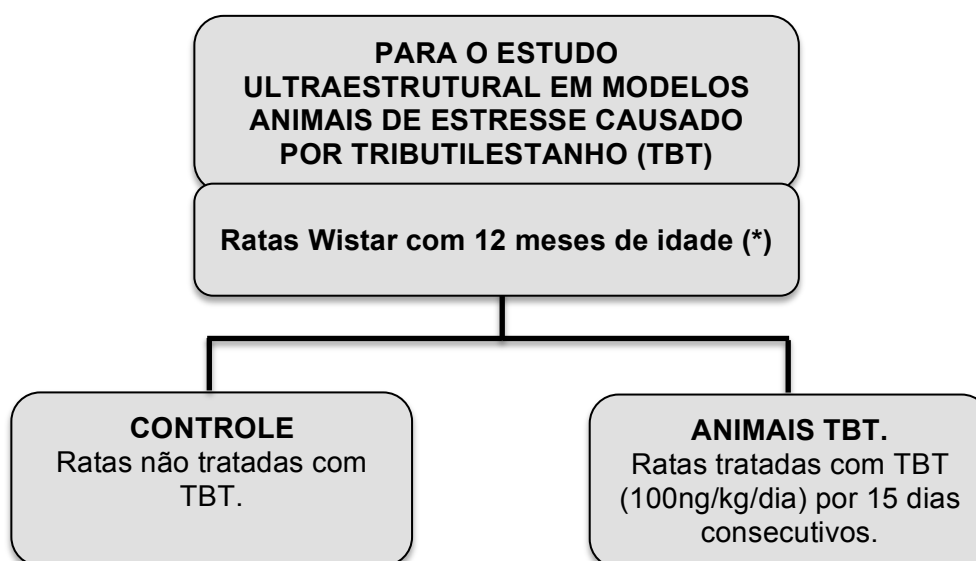 PARA O ESTUDO
ULTRAESTRUTURAL EM MODELOS
ANIMAIS DE ESTRESSE CAUSADO
POR TRIBUTILESTANHO (TBT)
Ratas Wistar com 12 meses de idade (*)
CONTROLE
Ratas não tratadas com
TBT.
ANIMAIS TBT.
Ratas tratadas com TBT
(100ng/kg/dia) por 15 dias
consecutivos.